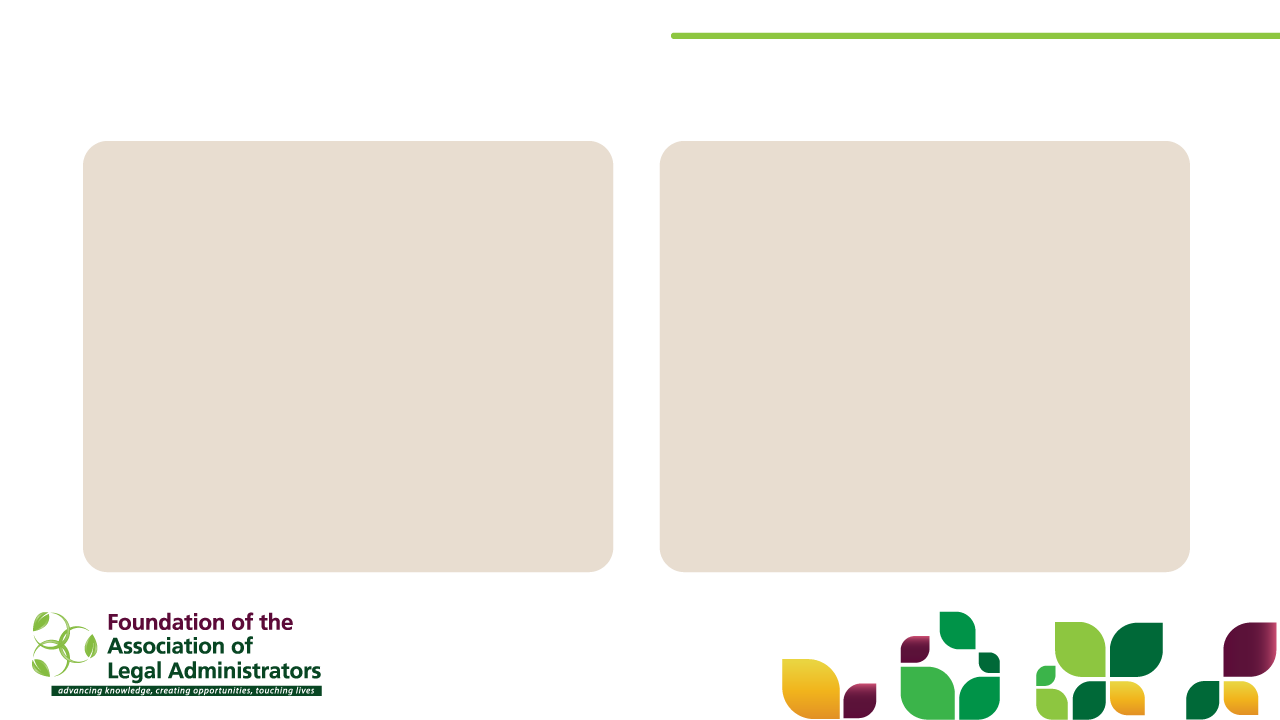 Foundation of the
Association of
Legal Administrators
advancing knowledge, creating opportunities, touching lives